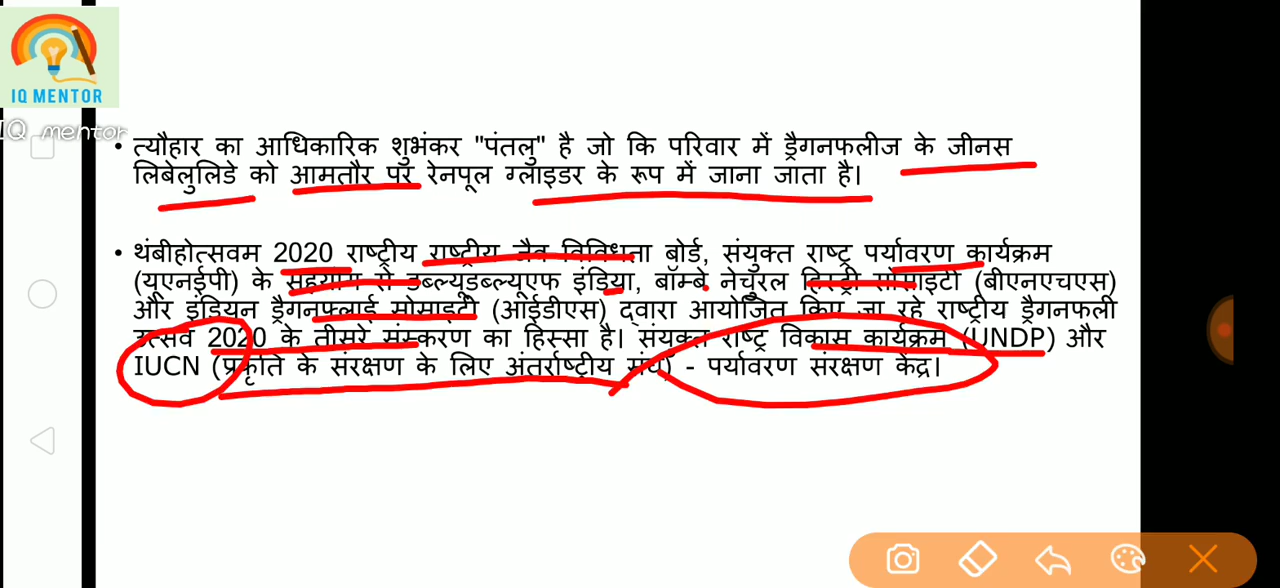 IQ MENTOR
IQ mentor
• त्यौहार का आधिकारिक शुभंकर "पंतलु" है जो कि परिवार में ड्रैगनफलीज के जीनस
लिबेलुलिडे को आमतौर पर रेनपूल ग्लाइडर के रूप में जाना जाता है।
• थंबीहोत्सवम 2020 राष्ट्रीय राष्ट्रीय जैव विविधता बोर्ड, संयुक्त राष्ट्र पर्यावरण कार्यक्रम
(यूएनईपी) के सहयोग से डब्ल्यूडब्ल्यूएफ इंडिया, बॉम्बे नेचुरल हिस्ट्री सोसाइटी (बीएनएचएस)
और इंडियन ड्रैगनफ्लाई सोसाइटी (आईडीएस) द्वारा आयोजित किए जा रहे राष्ट्रीय ड्रैगनफली
उत्सव 2020 के तीसरे संस्करण का हिस्सा है। संयुक्त राष्ट्र विकास कार्यक्रम (UNDP) और
IUCN (प्रकृति के संरक्षण के लिए अंतर्राष्ट्रीय संघ) - पर्यावरण संरक्षण केंद्र।